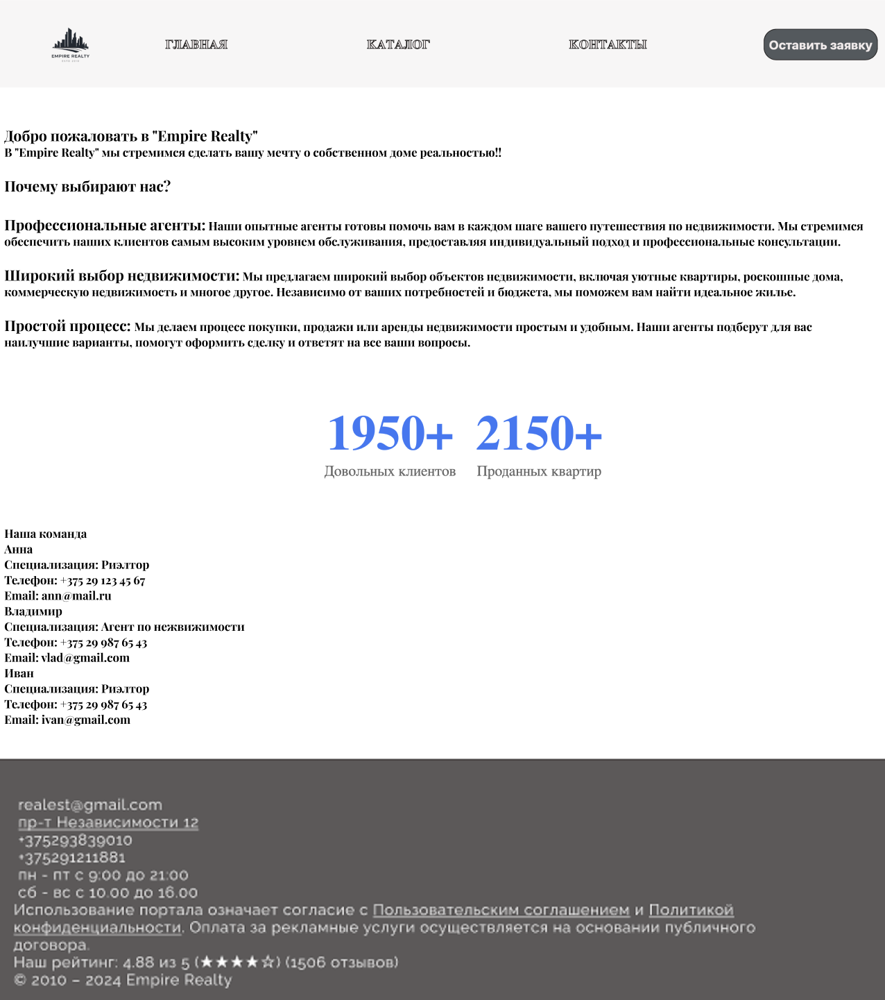 EMPIRE REALTY
ESTD 2010
ГЛАВНАЯ
КАТАЛОГ
КОНТАКТЫ
Оставить заявку
Добро пожаловать в "Empire Realty"
В "Empire Realty" мы стремимся сделать вашу мечту о собственном доме реальностью!!
Почему выбирают нас?
Профессиональные агенты: Наши опытные агенты готовы помочь вам в каждом шаге вашего путешествия по недвижимости. Мы стремимся
обеспечить наших клиентов самым высоким уровнем обслуживания, предоставляя индивидуальный подход и профессиональные консультации.
Широкий выбор недвижимости: Мы предлагаем широкий выбор объектов недвижимости, включая уютные квартиры, роскошные дома,
коммерческую недвижимость и многое другое. Независимо от ваших потребностей и бюджета, мы поможем вам найти идеальное жилье.
Простой процесс: Мы делаем процесс покупки, продажи или аренды недвижимости простым и удобным. Наши агенты подберут для вас
наилучшие варианты, помогут оформить сделку и ответят на все ваши вопросы.
1950+ 2150+
Довольных клиентов Проданных квартир
Наша команда
Анна
Специализация: Риэлтор
Телефон: +375 29 123 45 67
Email: ann@mail.ru
Владимир
Специализация: Агент по нежвижимости
Телефон: +375 29 987 65 43
Email: vlad@gmail.com
Иван
Специализация: Риэлтор
Телефон: +375 29 987 65 43
Email: ivan@gmail.com
realest@gmail.com
пр-т Независимости 12
+375293839010
+375291211881
пн - пт с 9:00 до 21:00
сб - вс с 10.00 до 16.00
Использование портала означает согласие с Пользовательским соглашением и Политикой
конфиденциальности. Оплата за рекламные услуги осуществляется на основании публичного
договора.
Наш рейтинг: 4.88 из 5 (★★★★☆) (1506 отзывов)
© 2010 – 2024 Empire Realty